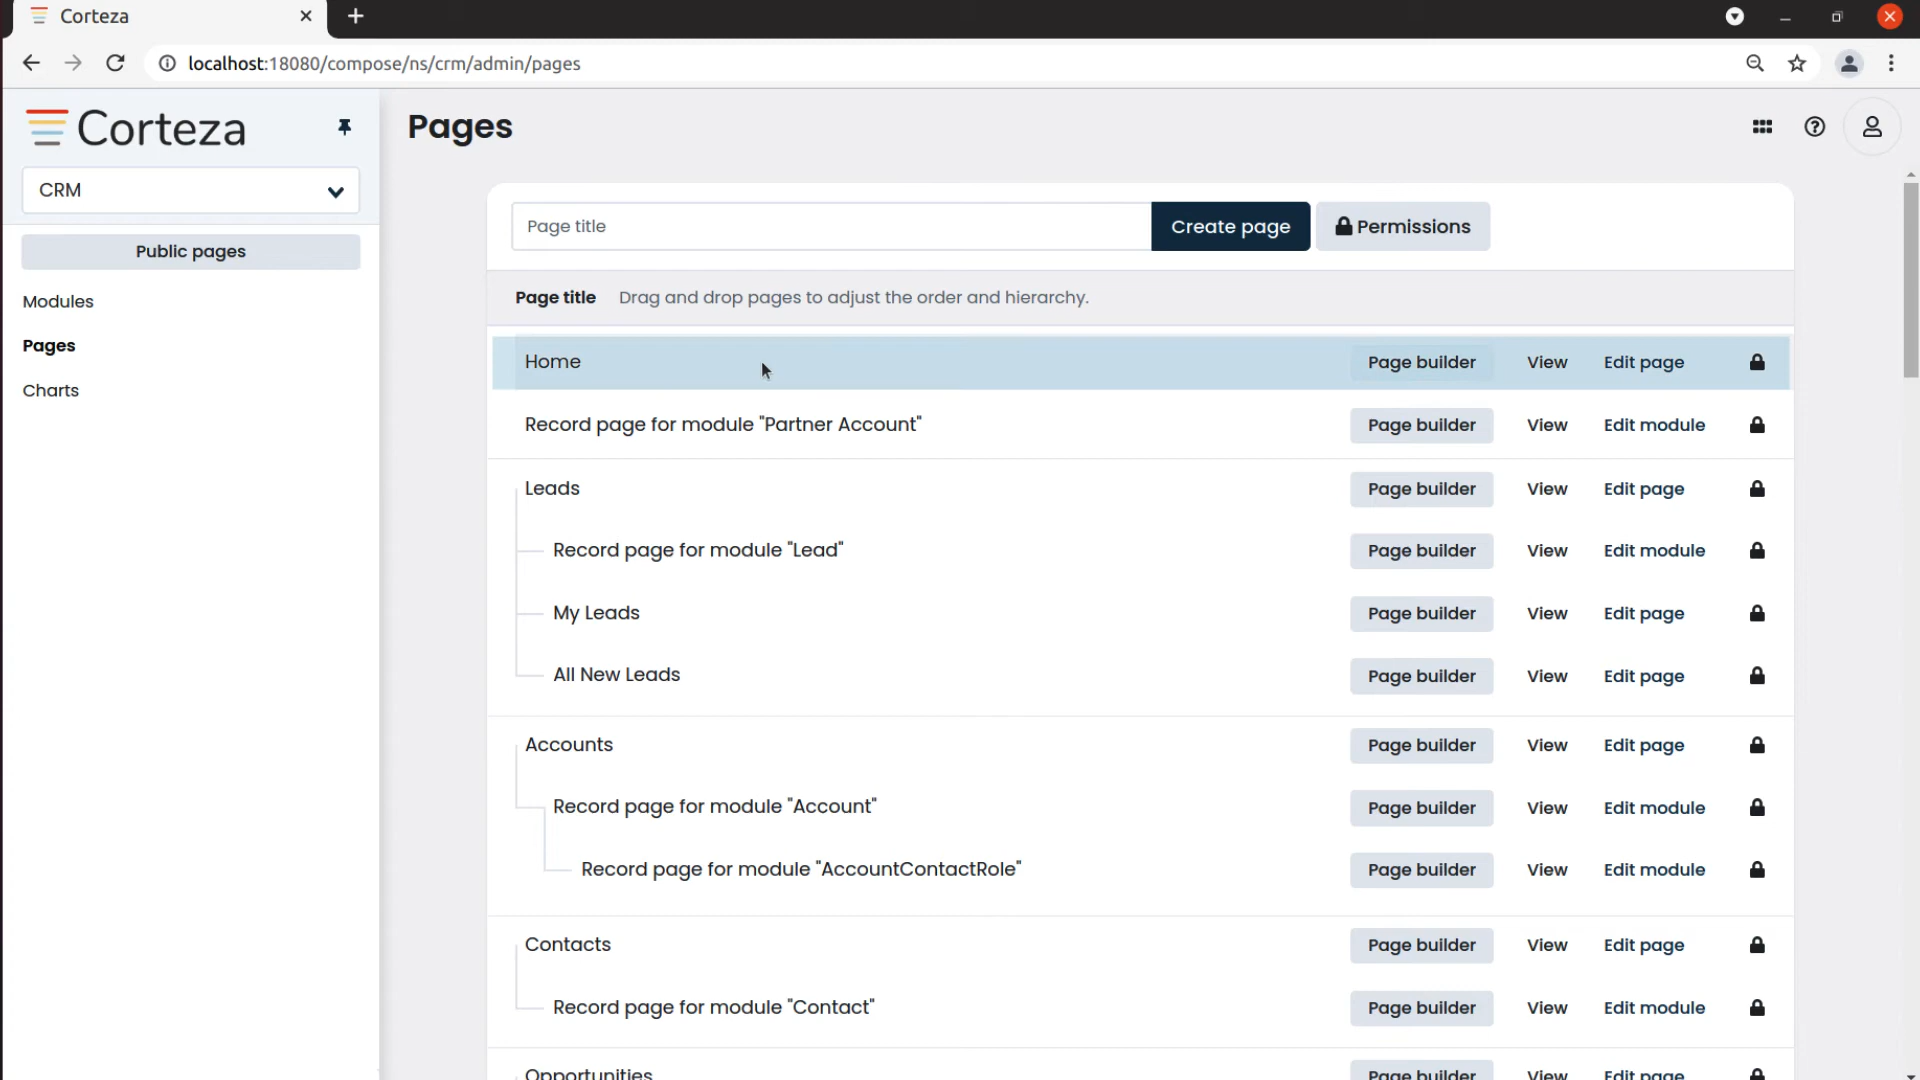 Corteza
localhost:18080/compose/ns/crm/admin/pages
Corteza
Pages
CRM
Public pages
Modules
Pages
Charts
Page title
Create page
Permissions
Page title Drag and drop pages to adjust the order and hierarchy.
Home Page builder View Edit page
Record page for module "Partner Account" Page builder View Edit module
Leads Page builder View Edit page
Record page for module "Lead" Page builder View Edit module
My Leads Page builder View Edit page
All New Leads Page builder View Edit page
Accounts Page builder View Edit page
Record page for module "Account" Page builder View Edit module
Record page for module "AccountContactRole" Page builder View Edit module
Contacts Page builder View Edit page
Record page for module "Contact" Page builder View Edit module
Opportunities Page builder View Edit page